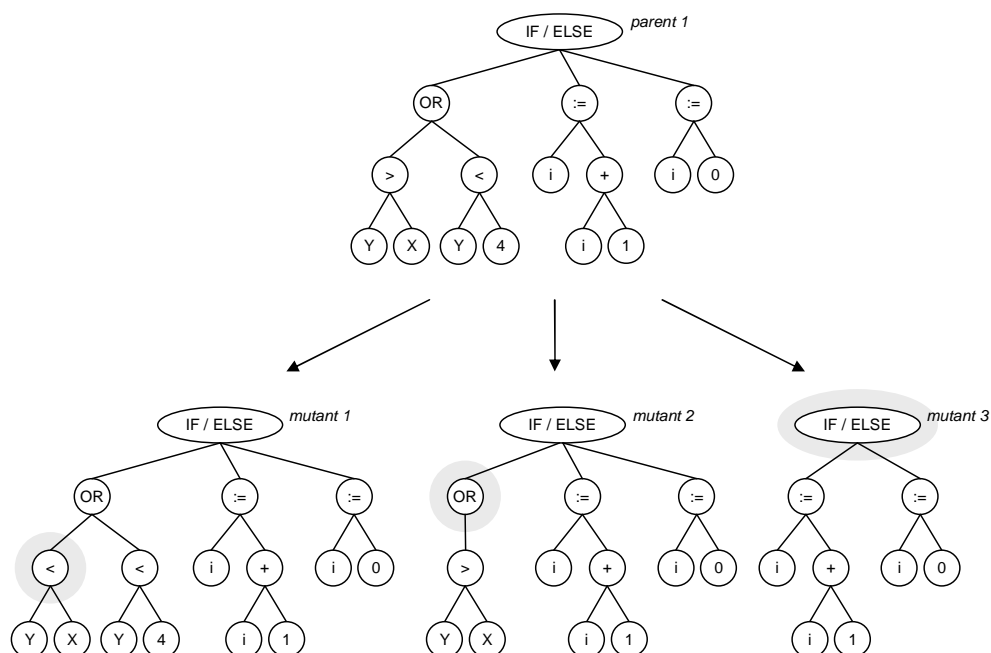 IF / ELSE parent 1
OR := :=
> < i + i 0
Y X Y 4 i 1
IF / ELSE mutant 1 IF / ELSE mutant 2 IF / ELSE mutant 3
OR := := OR := := := :=
< < i + i 0 > i + i 0 i + i 0
Y X Y 4 i 1 Y X i 1 i 1